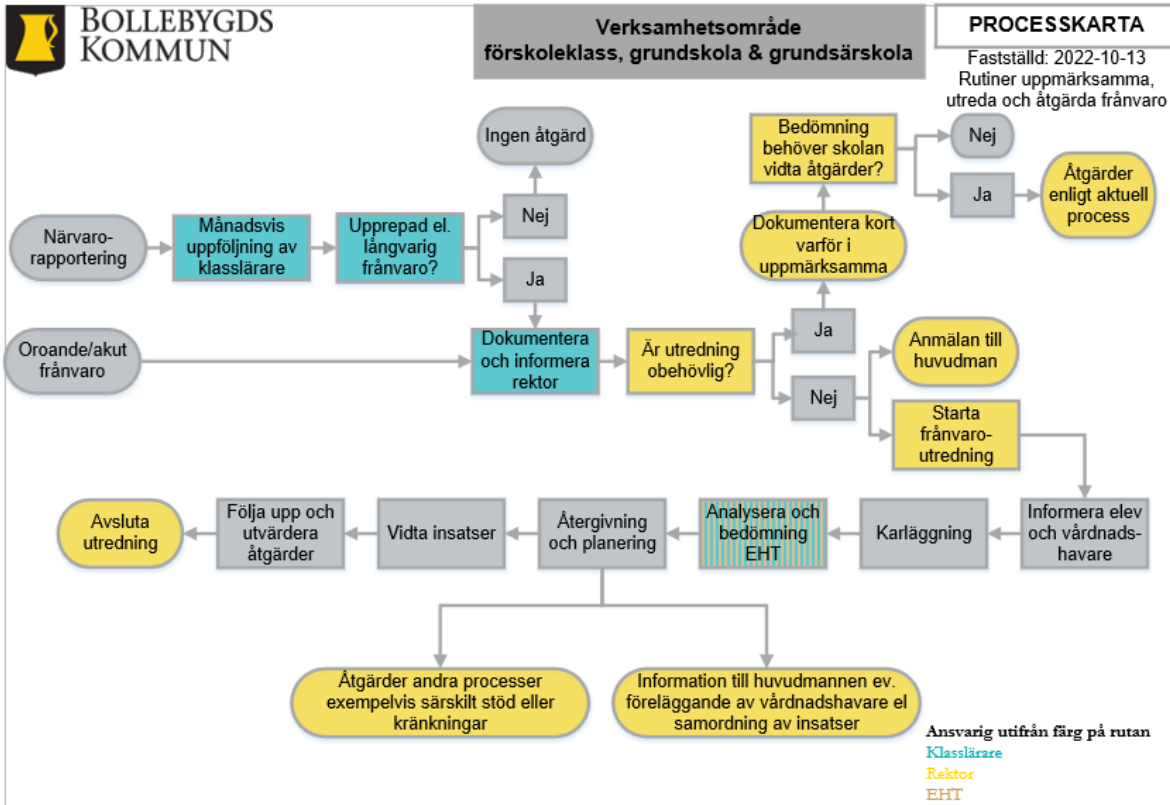 BOLLEBYGDS
KOMMUN
Verksamhetsområde
förskoleklass, grundskola & grundsärskola
PROCESSKARTA
Fastställd: 2022-10-13
Rutiner uppmärksamma,
utreda och åtgärda frånvaro
Ingen åtgärd
Bedömning
behöver skolan
vidta åtgärder?
Nej
Ja
Åtgärder
enligt aktuell
process
Närvaro-
rapportering
Månadsvis
uppföljning av
klasslärare
Upprepad el.
långvarig
frånvaro?
Nej
Ja
Dokumentera kort
varför i
uppmärksamma
Oroande/akut
frånvaro
Dokumentera
och informera
rektor
Är utredning
obehövlig?
Ja
Nej
Anmälan till
huvudman
Starta
frånvaro-
utredning
Avsluta
utredning
Följa upp och
utvärdera
åtgärder
Vidta insatser
Återgivning
och planering
Analysera och
bedömning
EHT
Karläggning
Informera elev
och vårdnads-
havare
Åtgärder andra processer
exempelvis särskilt stöd eller
kränkningar
Information till huvudmannen ev.
föreläggande av vårdnadshavare el
samordning av insatser
Ansvarig utifrån färg på rutan
Klasslärare
Rektor
EHT